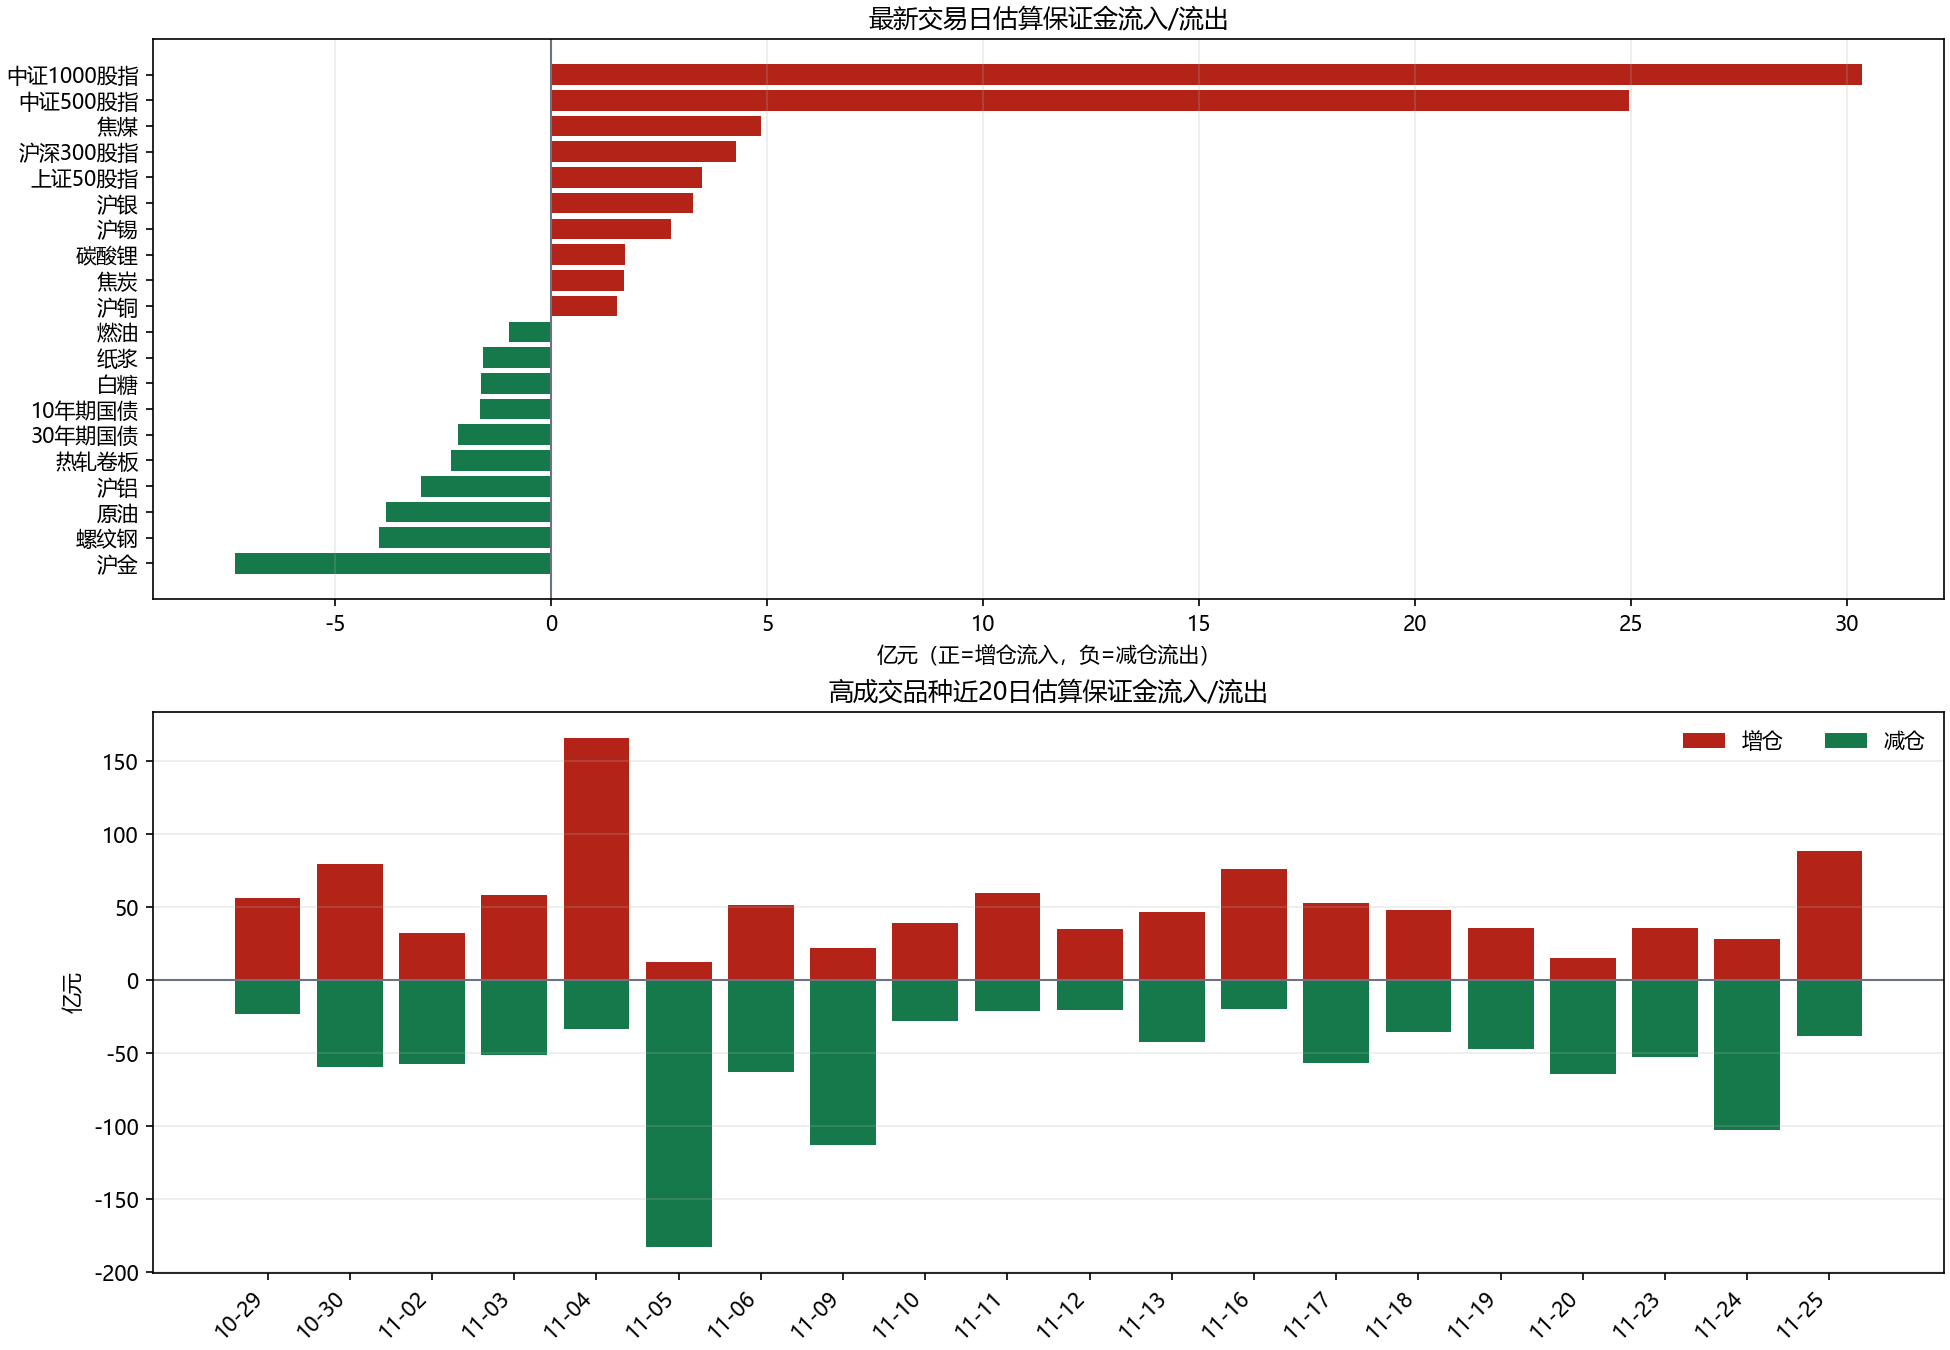 最新交易日估算保证金流入/流出
中证1000股指
中证500股指
焦煤
沪深300股指
上证50股指
沪银
沪锡
碳酸锂
焦炭
沪铜
燃油
纸浆
白糖
10年期国债
30年期国债
热轧卷板
沪铝
原油
螺纹钢
沪金
-5 0 5 10 15 20 25 30
亿元（正=增仓流入，负=减仓流出）
高成交品种近20日估算保证金流入/流出
增仓 减仓
150
100
50
0
-50
-100
-150
-200
亿元
10-29 10-30 11-02 11-03 11-04 11-05 11-06 11-09 11-10 11-11 11-12 11-13 11-16 11-17 11-18 11-19 11-20 11-23 11-24 11-25